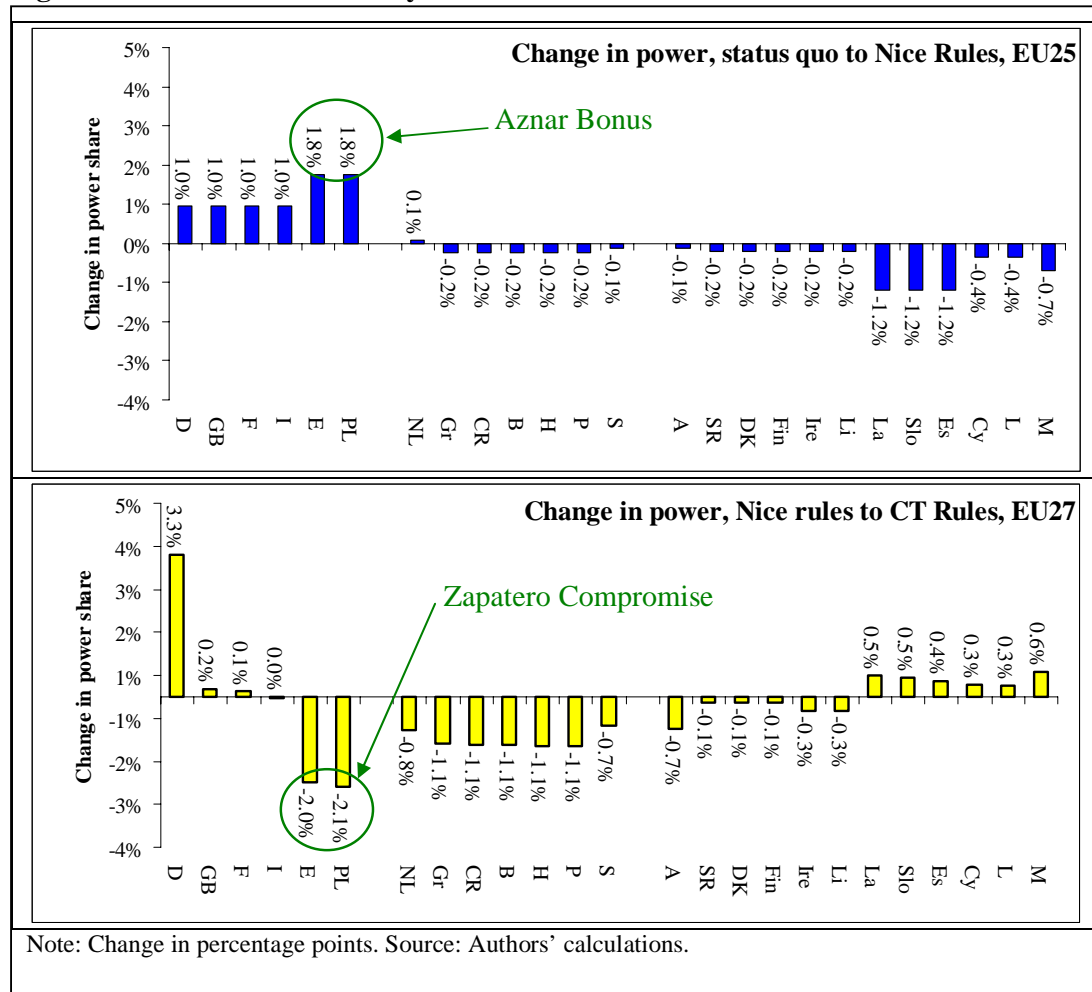 Change in power, status quo to Nice Rules, EU25
Aznar Bonus
Change in power share
5%
4%
3%
2%
1%
0%
-1%
-2%
-3%
-4%
1.0% 1.0% 1.0% 1.0% 1.8% 1.8% 0.1% -0.2% -0.2% -0.2% -0.2% -0.2% -0.1% -0.1% -0.2% -0.2% -0.2% -0.2% -0.2% -1.2% -1.2% -1.2% -0.4% -0.4% -0.7%
D GB F I E PL NL Gr CR B H P S A SR DK Fin Ire Li La Slo Es Cy L M
Change in power, Nice rules to CT Rules, EU27
Zapatero Compromise
Change in power share
5%
4%
3%
2%
1%
-1%
-2%
-3%
-4%
3.3% 0.2% 0.1% 0.0% -2.0% -2.1% -0.8% -1.1% -1.1% -1.1% -1.1% -1.1% -0.7% -0.7% -0.1% -0.1% -0.1% -0.3% -0.3% 0.5% 0.5% 0.4% 0.3% 0.3% 0.6%
D GB F I E PL NL Gr CR B H P S A SR DK Fin Ire Li La Slo Es Cy L M
Note: Change in percentage points. Source: Authors' calculations.